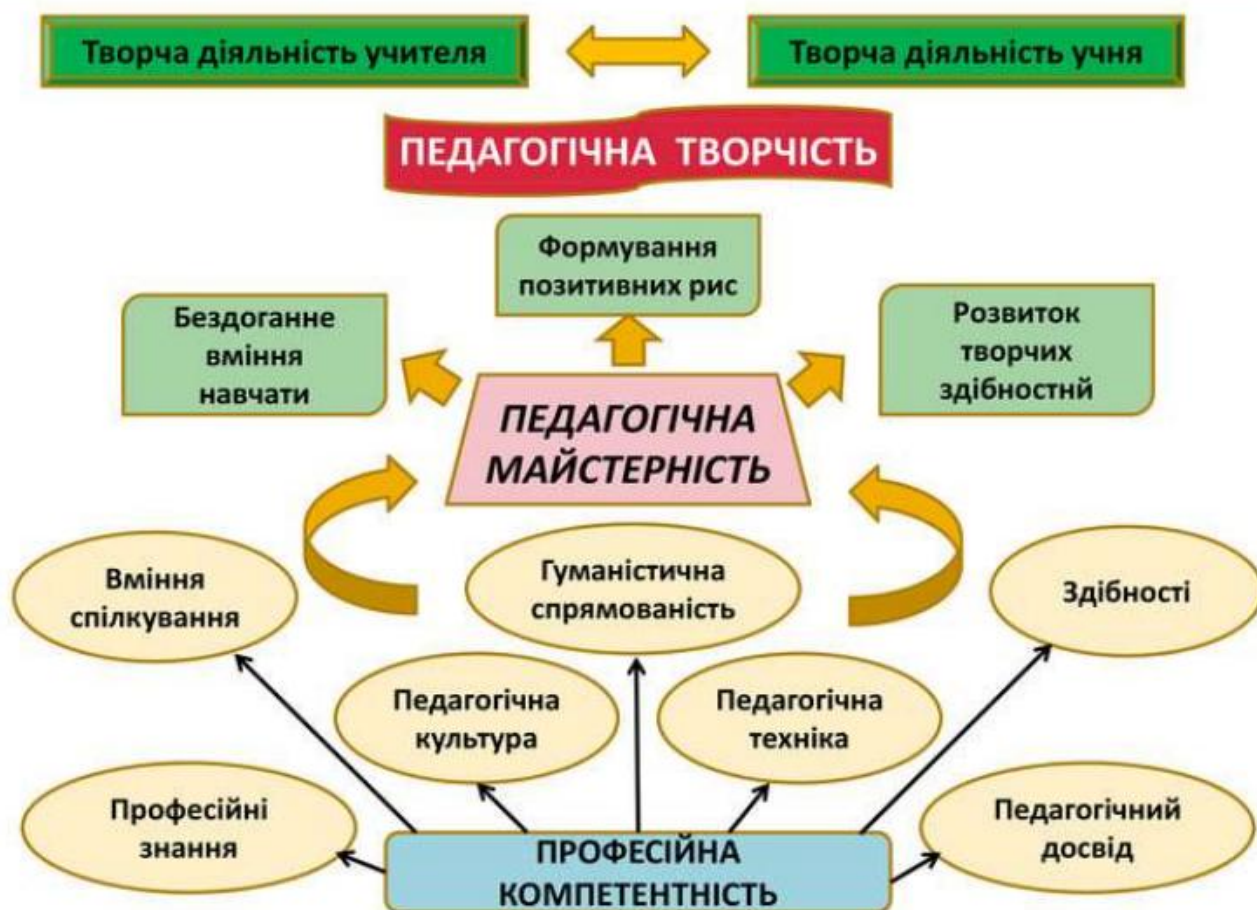 Творча діяльність учителя
Творча діяльність учня
ПЕДАГОГІЧНА ТВОРЧІСТЬ
Формування
позитивних рис
Бездоганне
вміння
навчати
Розвиток
творчих
здібностнй
ПЕДАГОГІЧНА
МАЙСТЕРНІСТЬ
Вміння
спілкування
Гуманістична
спрямованість
Здібності
Педагогічна
культура
Педагогічна
техніка
Професійні
знання
Педагогічний
досвід
ПРОФЕСІЙНА
КОМПЕТЕНТНІСТЬ